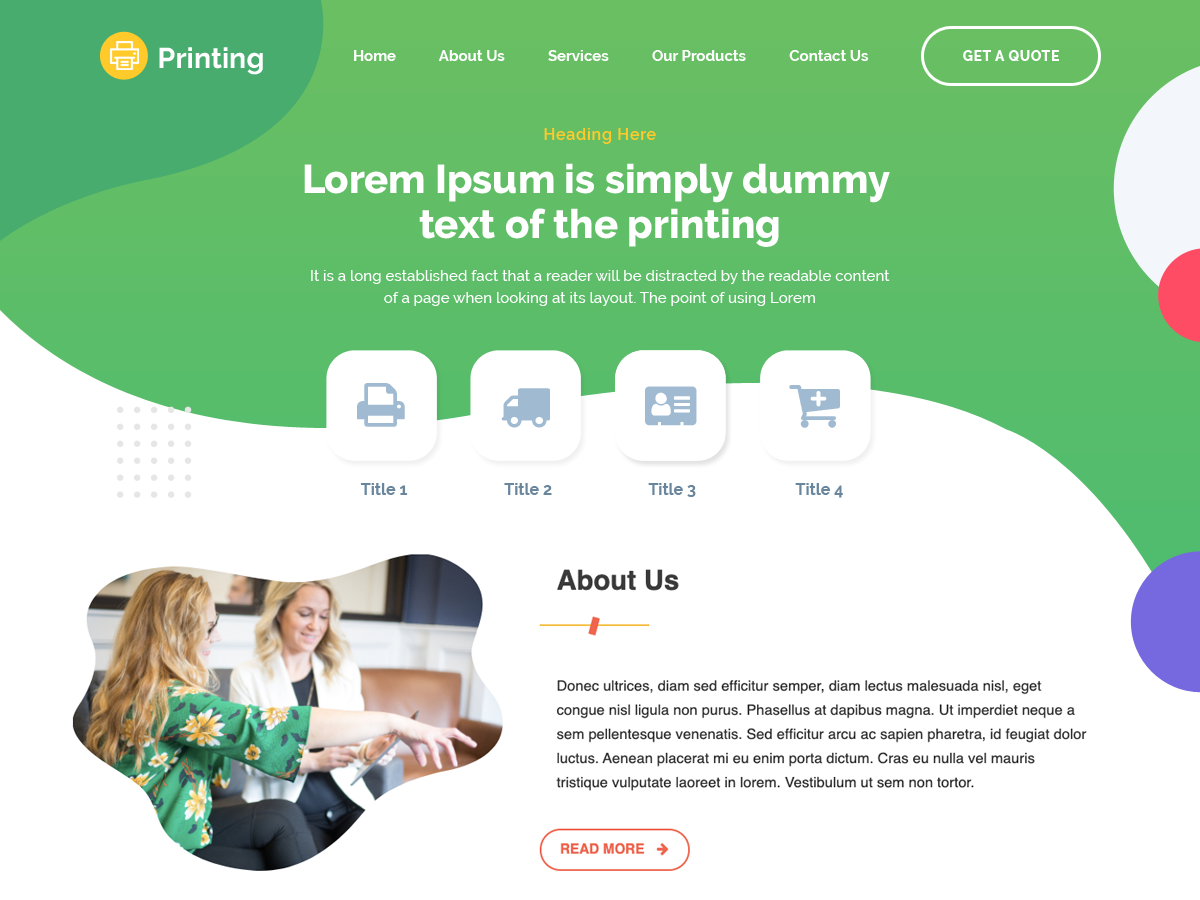 Printing
Home
About Us
Services
Our Products
Contact Us
GET A QUOTE
Heading Here
Lorem Ipsum is simply dummy
text of the printing
It is a long established fact that a reader will be distracted by the readable content
of a page when looking at its layout. The point of using Lorem
Title 1
Title 2
Title 3
Title 4
About Us
Donec ultrices, diam sed efficitur semper, diam lectus malesuada nisl, eget
congue nisl ligula non purus. Phasellus at dapibus magna. Ut imperdiet neque a
sem pellentesque venenatis. Sed efficitur arcu ac sapien pharetra, id feugiat dolor
luctus. Aenean placerat mi eu enim porta dictum. Cras eu nulla vel mauris
tristique vulputate laoreet in lorem. Vestibulum ut sem non tortor.
READ MORE